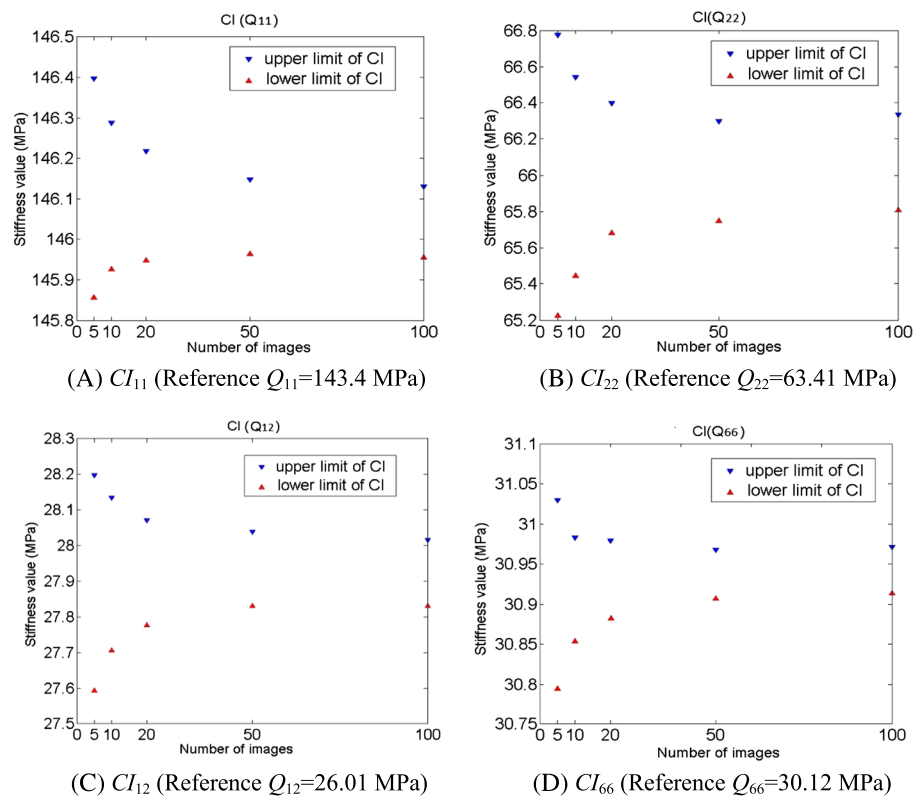 CI (Q11)
146.5
146.4
146.3
146.2
146.1
146
145.9
145.8
Stiffness value (MPa)
upper limit of CI
lower limit of CI
0 5 10 20 50 100
Number of images
(A) CI11 (Reference Q11=143.4 MPa)
CI(Q22)
66.8
66.6
66.4
66.2
66
65.8
65.6
65.4
65.2
Stiffness value (MPa)
upper limit of CI
lower limit of CI
0 5 10 20 50 100
Number of images
(B) CI22 (Reference Q22=63.41 MPa)
CI (Q12)
28.3
28.2
28.1
28
27.9
27.8
27.7
27.6
27.5
Stiffness value (MPa)
upper limit of CI
lower limit of CI
0 5 10 20 50 100
Number of images
(C) CI12 (Reference Q12=26.01 MPa)
CI(Q66)
31.1
31.05
31
30.95
30.9
30.85
30.8
30.75
Stiffness value (MPa)
upper limit of CI
lower limit of CI
0 5 10 20 50 100
Number of images
(D) CI66 (Reference Q66=30.12 MPa)